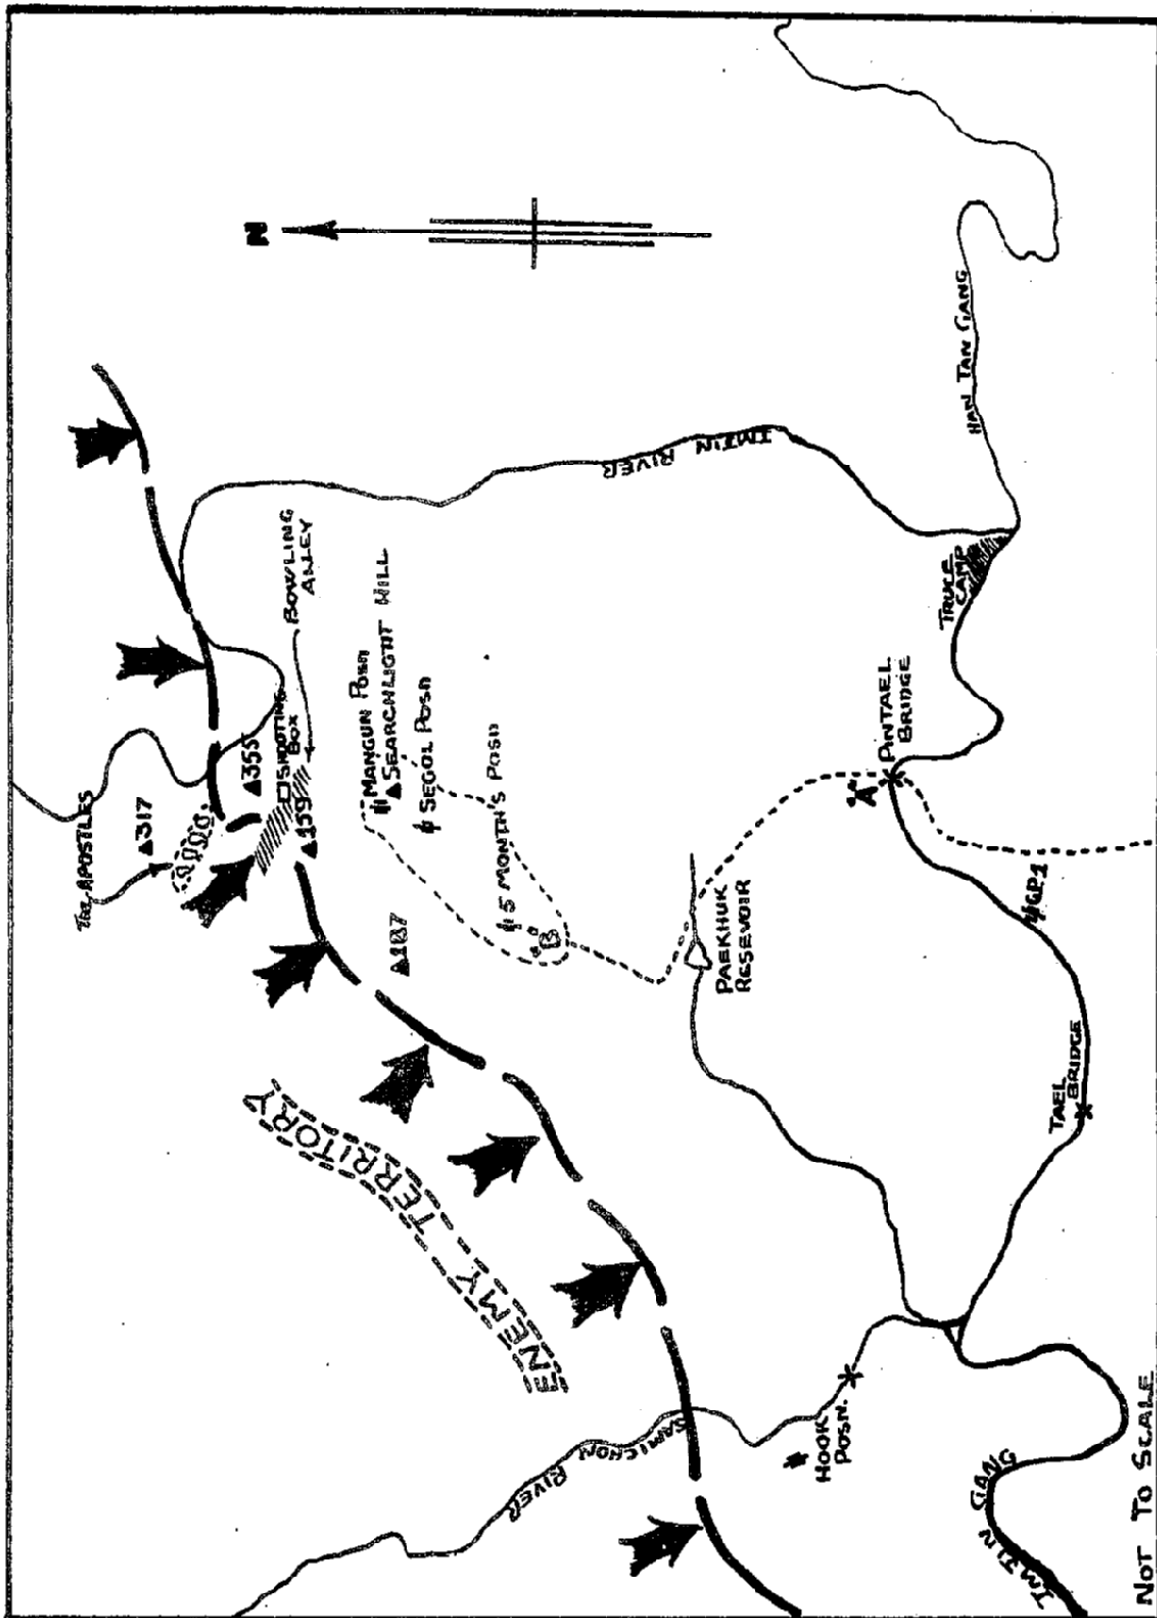 THE APOSTLES
317
355
N
SHOOTING
BOX
BOWLING
ALLEY
159
ENEMY TERRITORY
187
MANGUN POSN
SEARCHLIGHT HILL
SEGOL POSN
5 MONTH'S POSN
B
RIVER SAMICHON
IMJIN RIVER
PAEKHUK
RESEVOIR
HOOK
POSN.
A
PINTAEL
BRIDGE
TRUCE
CAMP
HAN TAN GANG
GP.1
TAEL
BRIDGE
IMJIN GANG
NOT TO SCALE